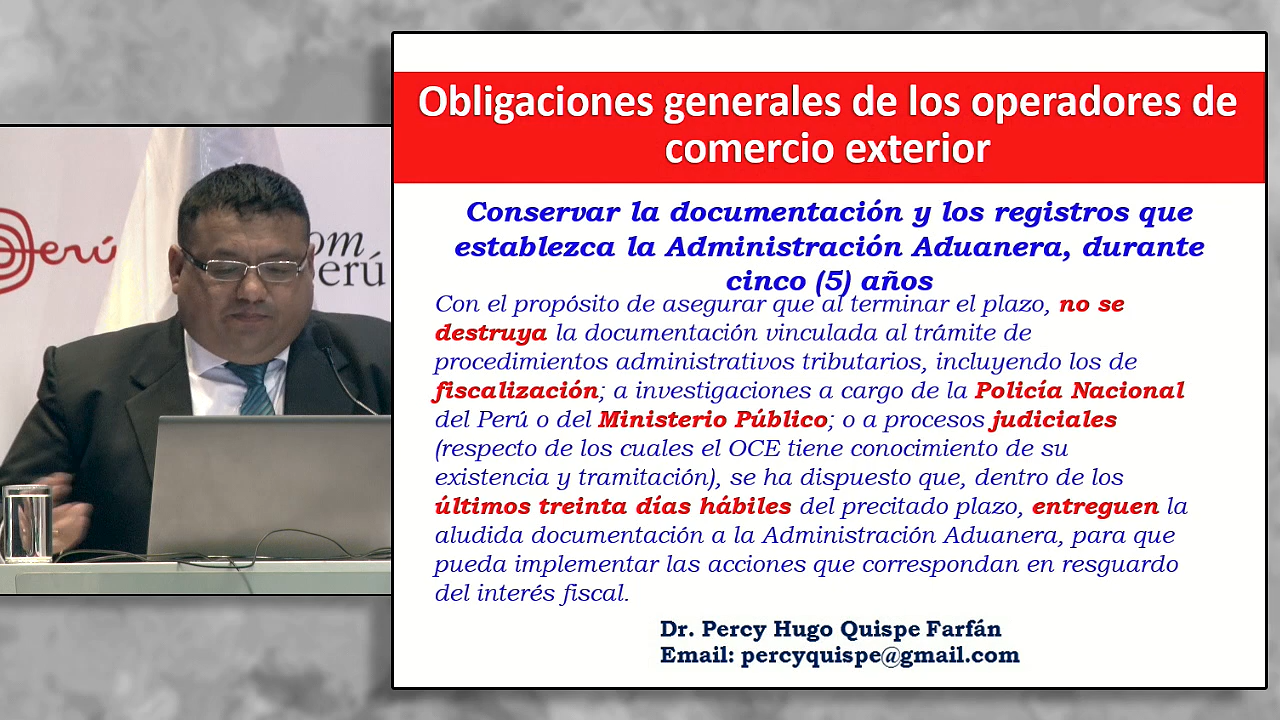 Perú
om
erú
Obligaciones generales de los operadores de
comercio exterior
Conservar la documentación y los registros que
establezca la Administración Aduanera, durante
cinco (5) años
Con el propósito de asegurar que al terminar el plazo, no se
destruya la documentación vinculada al trámite de
procedimientos administrativos tributarios, incluyendo los de
fiscalización; a investigaciones a cargo de la Policía Nacional
del Perú o del Ministerio Público; o a procesos judiciales
(respecto de los cuales el OCE tiene conocimiento de su
existencia y tramitación), se ha dispuesto que, dentro de los
últimos treinta días hábiles del precitado plazo, entreguen la
aludida documentación a la Administración Aduanera, para que
pueda implementar las acciones que correspondan en resguardo
del interés fiscal.
Dr. Percy Hugo Quispe Farfán
Email: percyquispe@gmail.com